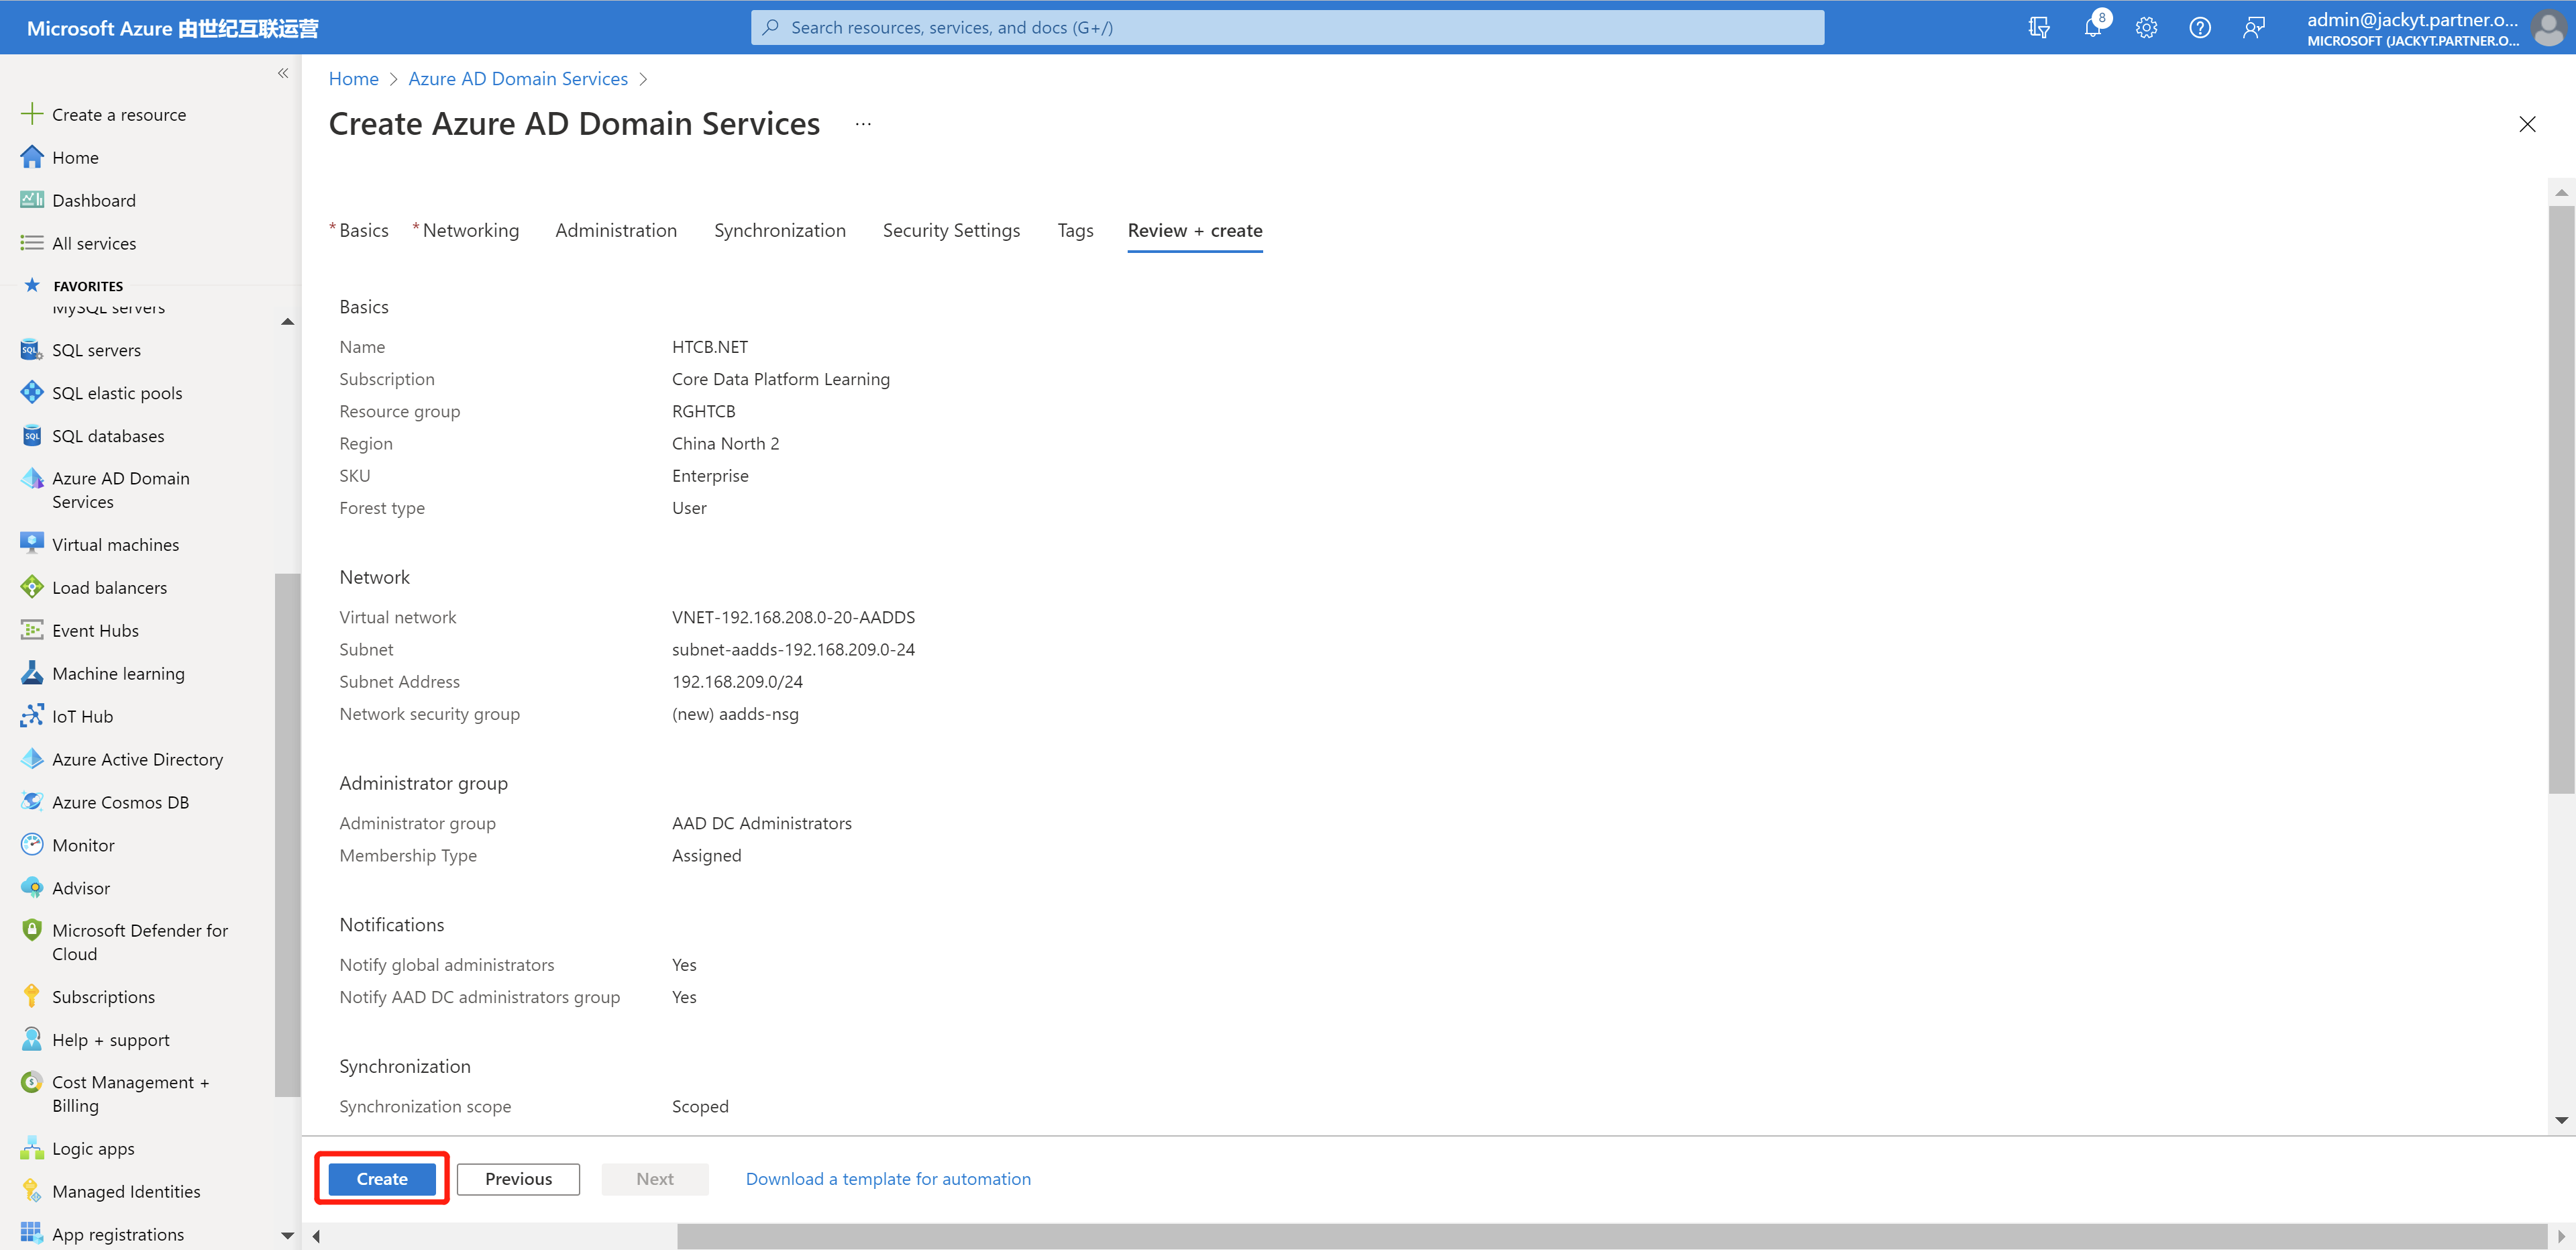 Microsoft Azure 由世纪互联运营
Search resources, services, and docs (G+/)
8
admin@jackyt.partner.o...
MICROSOFT (JACKYT.PARTNER.O...
Create a resource
Home
Dashboard
All services
FAVORITES
MySQL servers
SQL servers
SQL elastic pools
SQL databases
Azure AD Domain
Services
Virtual machines
Load balancers
Event Hubs
Machine learning
IoT Hub
Azure Active Directory
Azure Cosmos DB
Monitor
Advisor
Microsoft Defender for
Cloud
Subscriptions
Help + support
Cost Management +
Billing
Logic apps
Managed Identities
App registrations
Home > Azure AD Domain Services >
Create Azure AD Domain Services ...
* Basics * Networking Administration Synchronization Security Settings Tags Review + create
Basics
Name HTCB.NET
Subscription Core Data Platform Learning
Resource group RGHTCB
Region China North 2
SKU Enterprise
Forest type User
Network
Virtual network VNET-192.168.208.0-20-AADDS
Subnet subnet-aadds-192.168.209.0-24
Subnet Address 192.168.209.0/24
Network security group (new) aadds-nsg
Administrator group
Administrator group AAD DC Administrators
Membership Type Assigned
Notifications
Notify global administrators Yes
Notify AAD DC administrators group Yes
Synchronization
Synchronization scope Scoped
Create Previous Next Download a template for automation